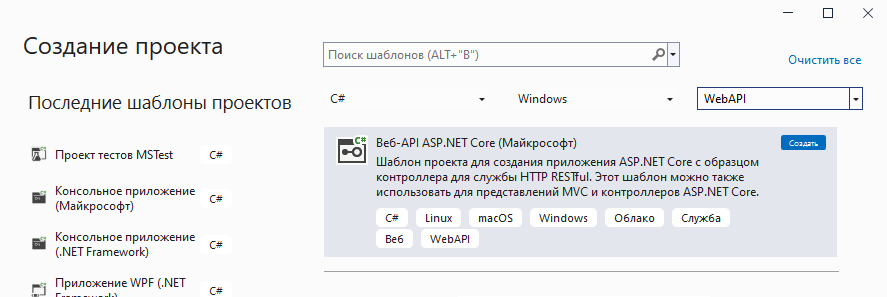 Создание проекта
Поиск шаблонов (ALT+"В")
Очистить все
Последние шаблоны проектов
C#
Windows
WebAPI
Проект тестов MSTest
C#
Консольное приложение
(Майкрософт)
C#
Консольное приложение
(.NET Framework)
C#
Приложение WPF (.NET
Framework)
C#
Веб-API ASP.NET Core (Майкрософт)
Создать
Шаблон проекта для создания приложения ASP.NET Core с образцом
контроллера для службы HTTP RESTful. Этот шаблон можно также
использовать для представлений MVC и контроллеров ASP.NET Core.
C#
Linux
macOS
Windows
Облако
Служба
Веб
WebAPI